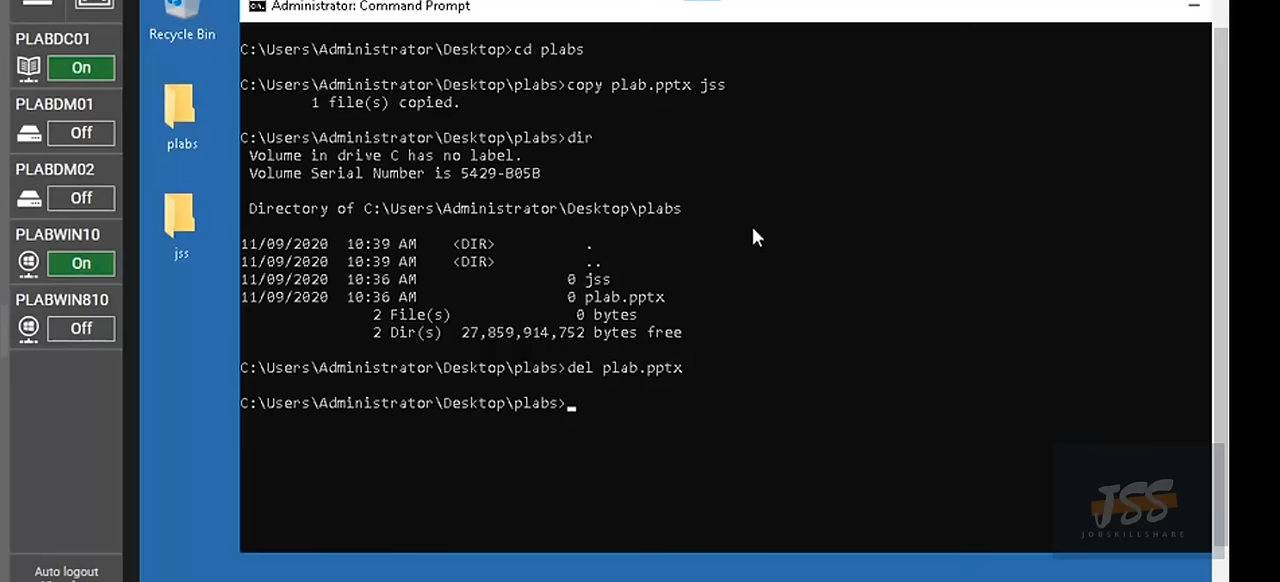 PLABDC01
On
PLABDM01
Off
PLABDM02
Off
PLABWIN10
On
PLABWIN810
Off
Auto logout
Recycle Bin
plabs
jss
Administrator: Command Prompt
C:\Users\Administrator\Desktop>cd plabs
C:\Users\Administrator\Desktop\plabs>copy plab.pptx jss
        1 file(s) copied.
C:\Users\Administrator\Desktop\plabs>dir
 Volume in drive C has no label.
 Volume Serial Number is 5429-B05B
 Directory of C:\Users\Administrator\Desktop\plabs
11/09/2020  10:39 AM    <DIR>          .
11/09/2020  10:39 AM    <DIR>          ..
11/09/2020  10:36 AM                 0 jss
11/09/2020  10:36 AM                 0 plab.pptx
               2 File(s)              0 bytes
               2 Dir(s)  27,859,914,752 bytes free
C:\Users\Administrator\Desktop\plabs>del plab.pptx
C:\Users\Administrator\Desktop\plabs>
JSS
JOBSKILLSHARE